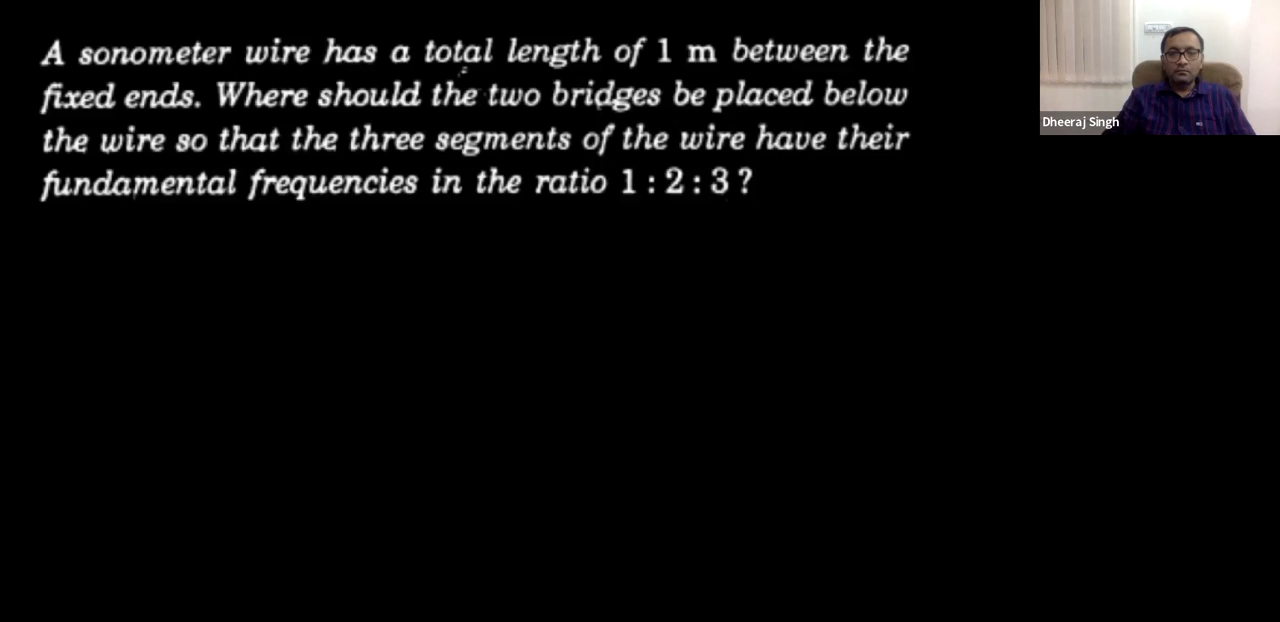 A sonometer wire has a total length of 1 m between the
fixed ends. Where should the two bridges be placed below
the wire so that the three segments of the wire have their
fundamental frequencies in the ratio 1 : 2 : 3 ?
Dheeraj Singh